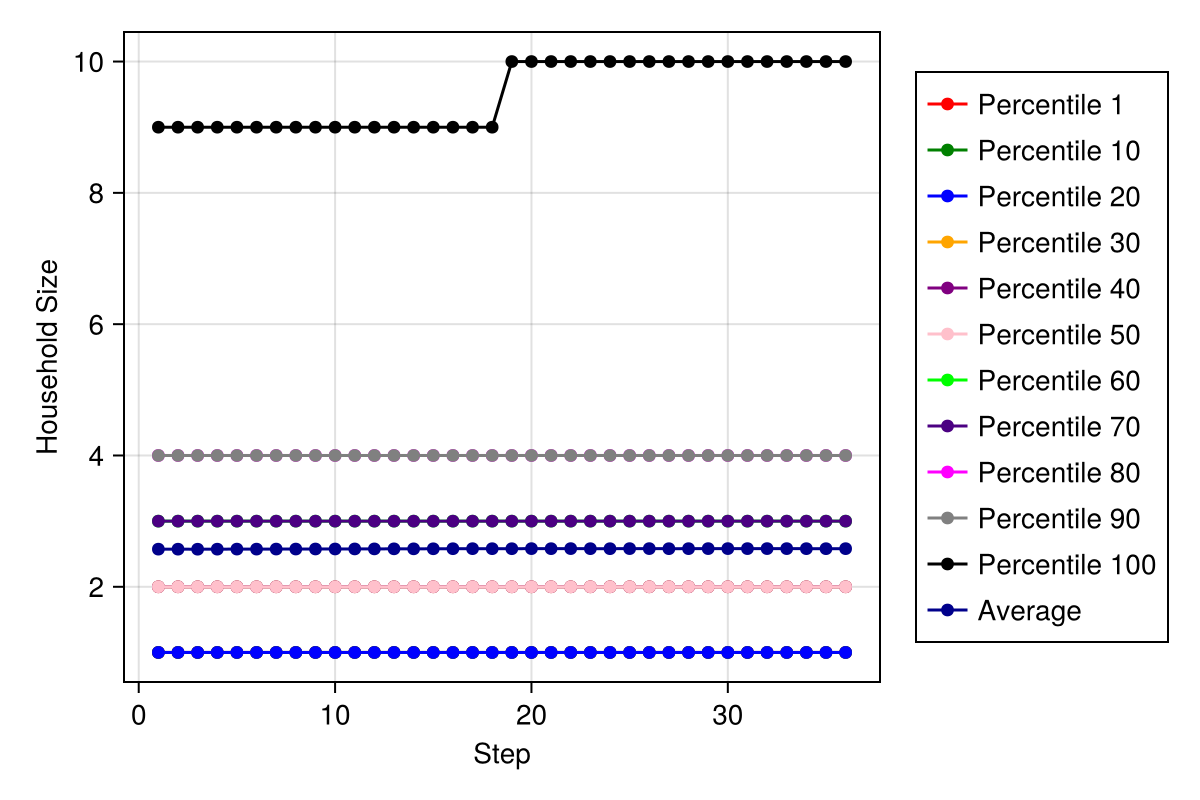 10
8
6
4
2
Household Size
0
10
20
30
Step
Percentile 1
Percentile 10
Percentile 20
Percentile 30
Percentile 40
Percentile 50
Percentile 60
Percentile 70
Percentile 80
Percentile 90
Percentile 100
Average